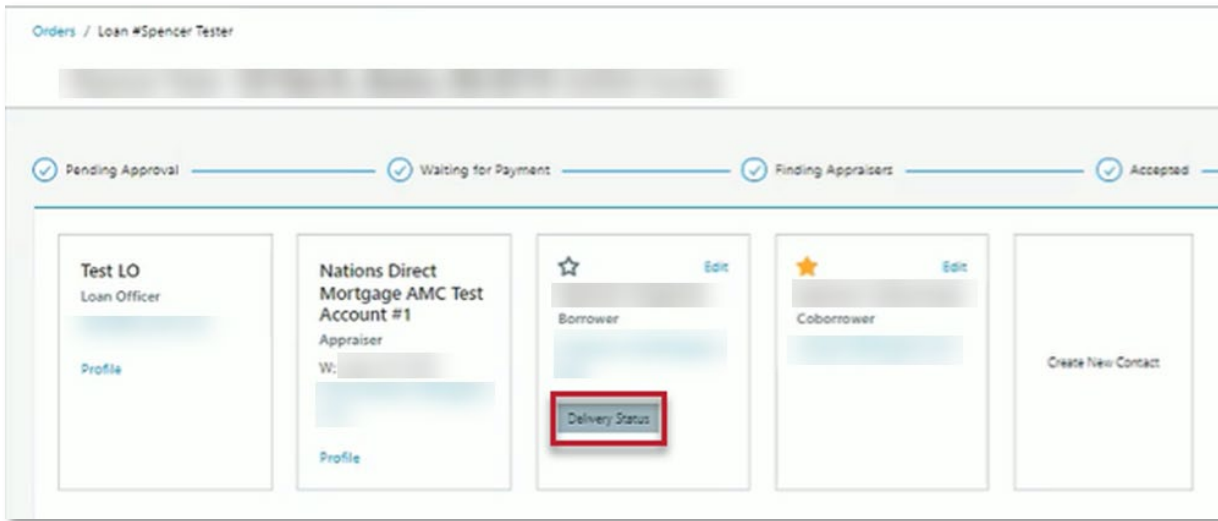 Orders / Loan #Spencer Tester
Pending Approval
Waiting for Payment
Finding Appraisers
Accepted
Test LO
Loan Officer
Profile
Nations Direct
Mortgage AMC Test
Account #1
Appraiser
W:
Profile
Edit
Borrower
Delivery Status
Edit
Coborrower
Create New Contact